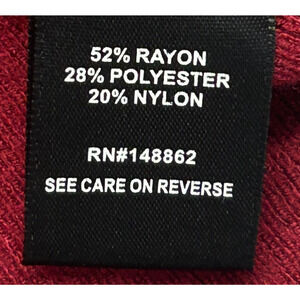 52% RAYON
28% POLYESTER
20% NYLON
RN#148862
SEE CARE ON REVERSE